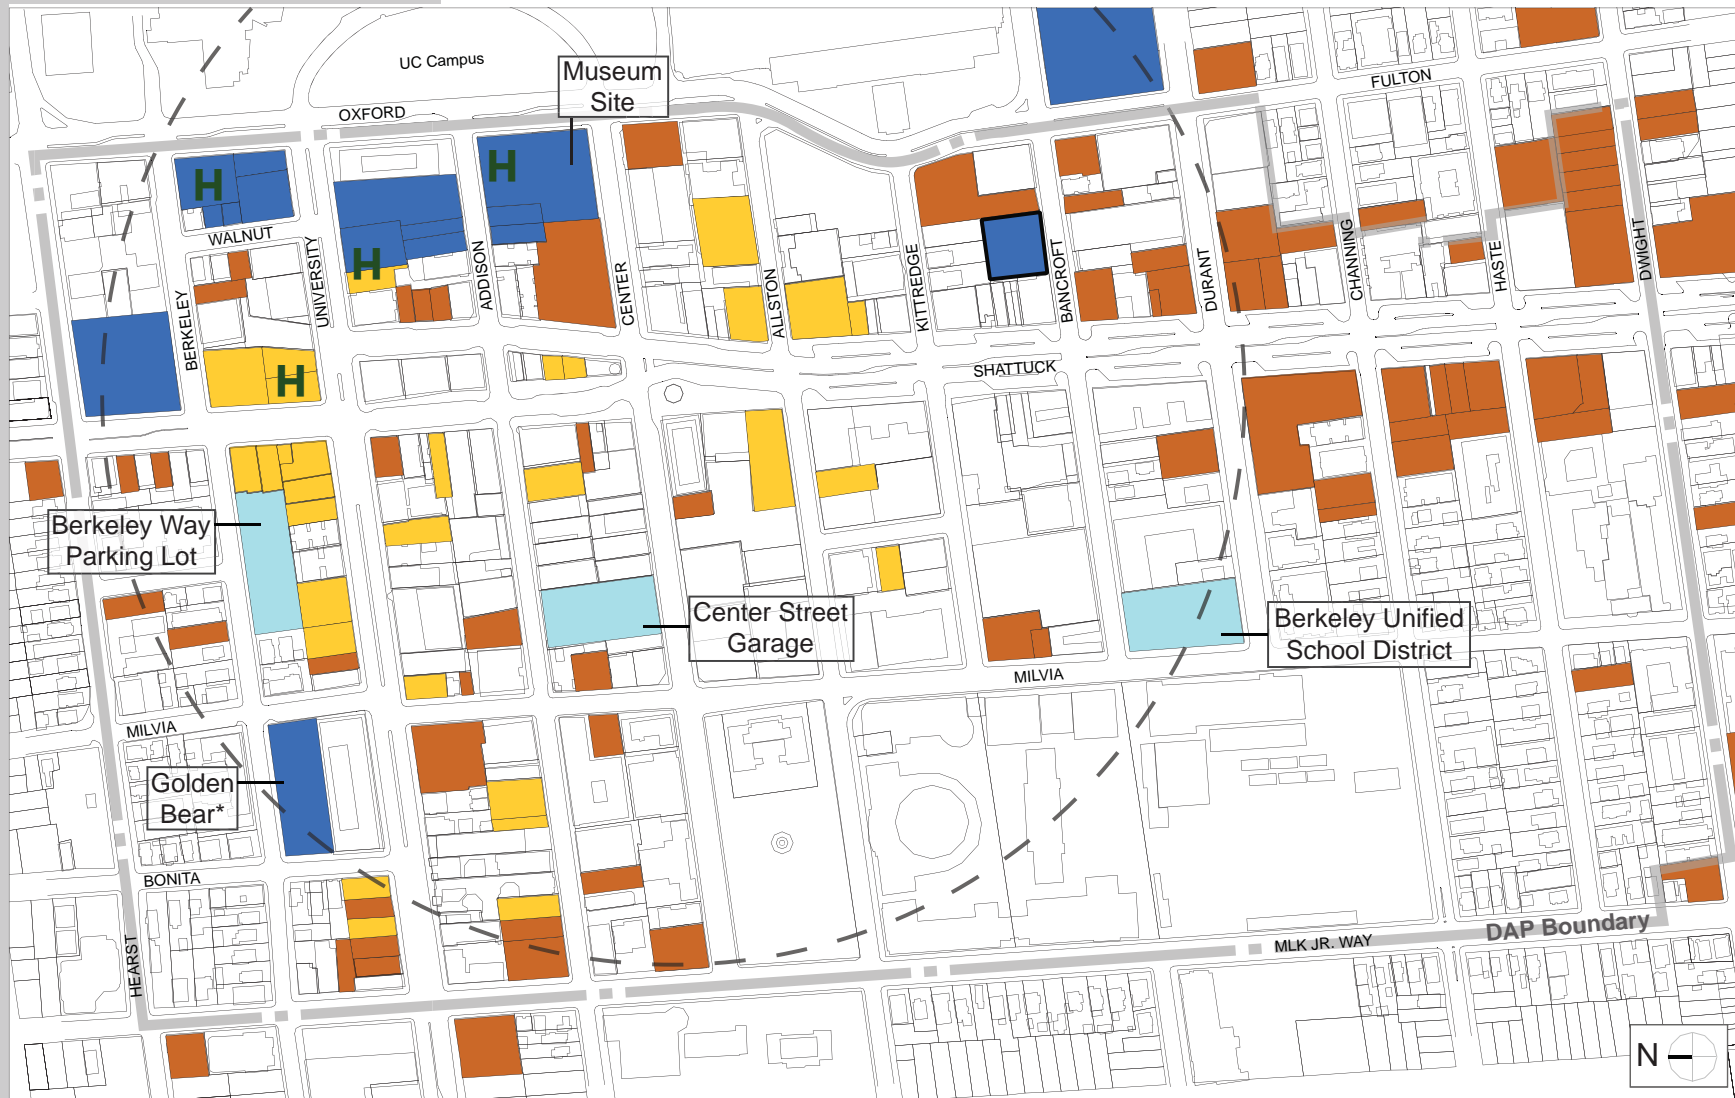 UC Campus
Museum
Site
OXFORD
FULTON
H
H
H
H
WALNUT
BERKELEY
UNIVERSITY
ADDISON
CENTER
ALLSTON
KITTREDGE
BANCROFT
DURANT
CHANNING
HASTE
DWIGHT
SHATTUCK
Berkeley Way
Parking Lot
Center Street
Garage
Berkeley Unified
School District
MILVIA
MILVIA
Golden
Bear*
BONITA
HEARST
MLK JR. WAY
DAP Boundary
N